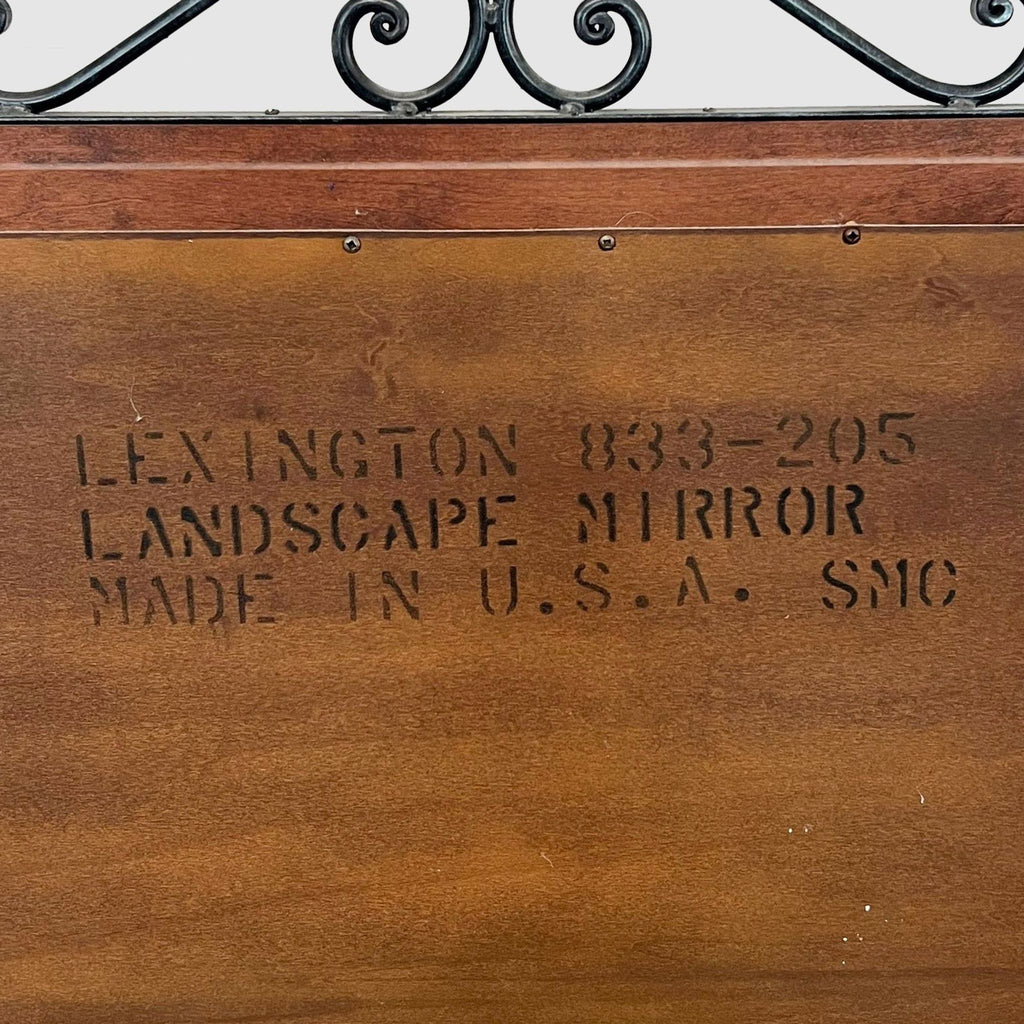 LEXINGTON 833-205
LANDSCAPE MIRROR
MADE IN U.S.A. SMC